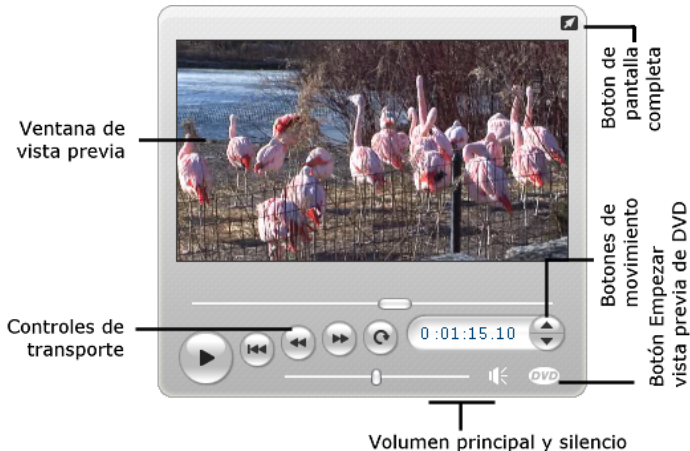 Botón de
pantalla
completa
Ventana de
vista previa
Botones de
movimiento
Botón Empezar
vista previa de DVD
Controles de
transporte
0:01:15.10
DVD
Volumen principal y silencio